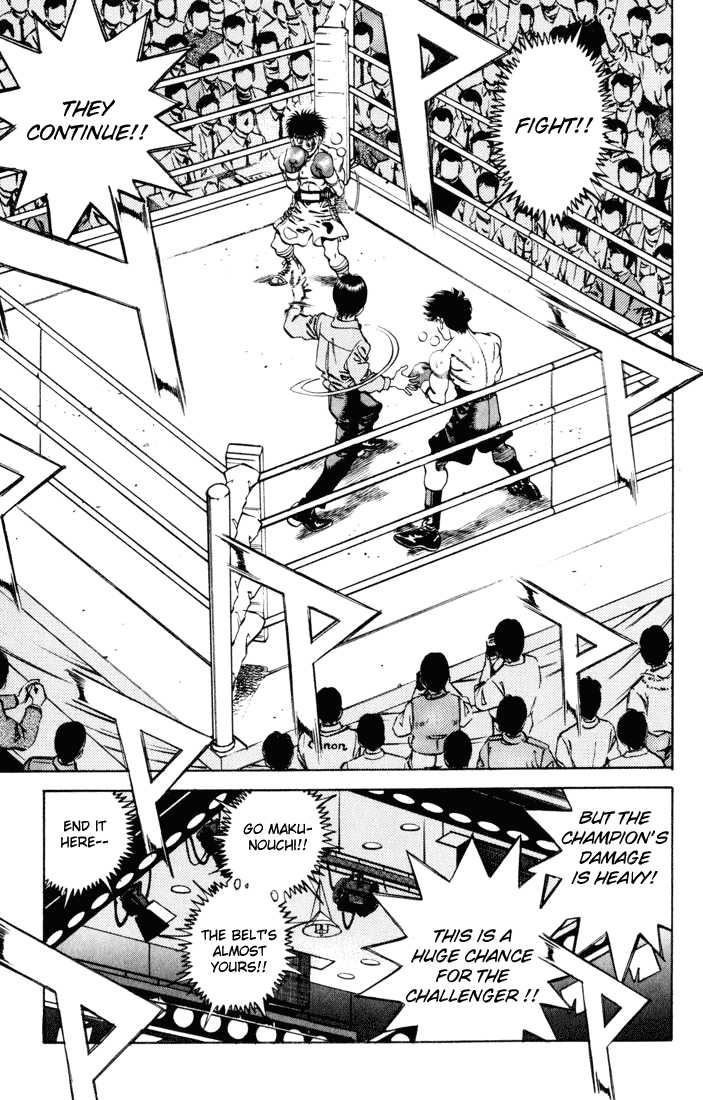 FIGHT!!
THEY
CONTINUE!!
Canon
BUT THE
CHAMPION'S
DAMAGE
IS HEAVY!
THIS IS A
HUGE CHANCE
FOR THE
CHALLENGER !!
GO MAKU-
NOUCHI!!
THE BELT'S
ALMOST
YOURS!!
END IT
HERE--